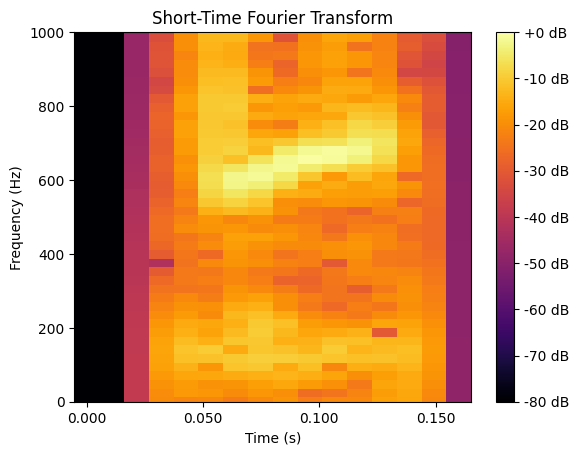 Short-Time Fourier Transform
1000
800
600
400
200
0
Frequency (Hz)
0.000
0.050
0.100
0.150
Time (s)
+0 dB
-10 dB
-20 dB
-30 dB
-40 dB
-50 dB
-60 dB
-70 dB
-80 dB